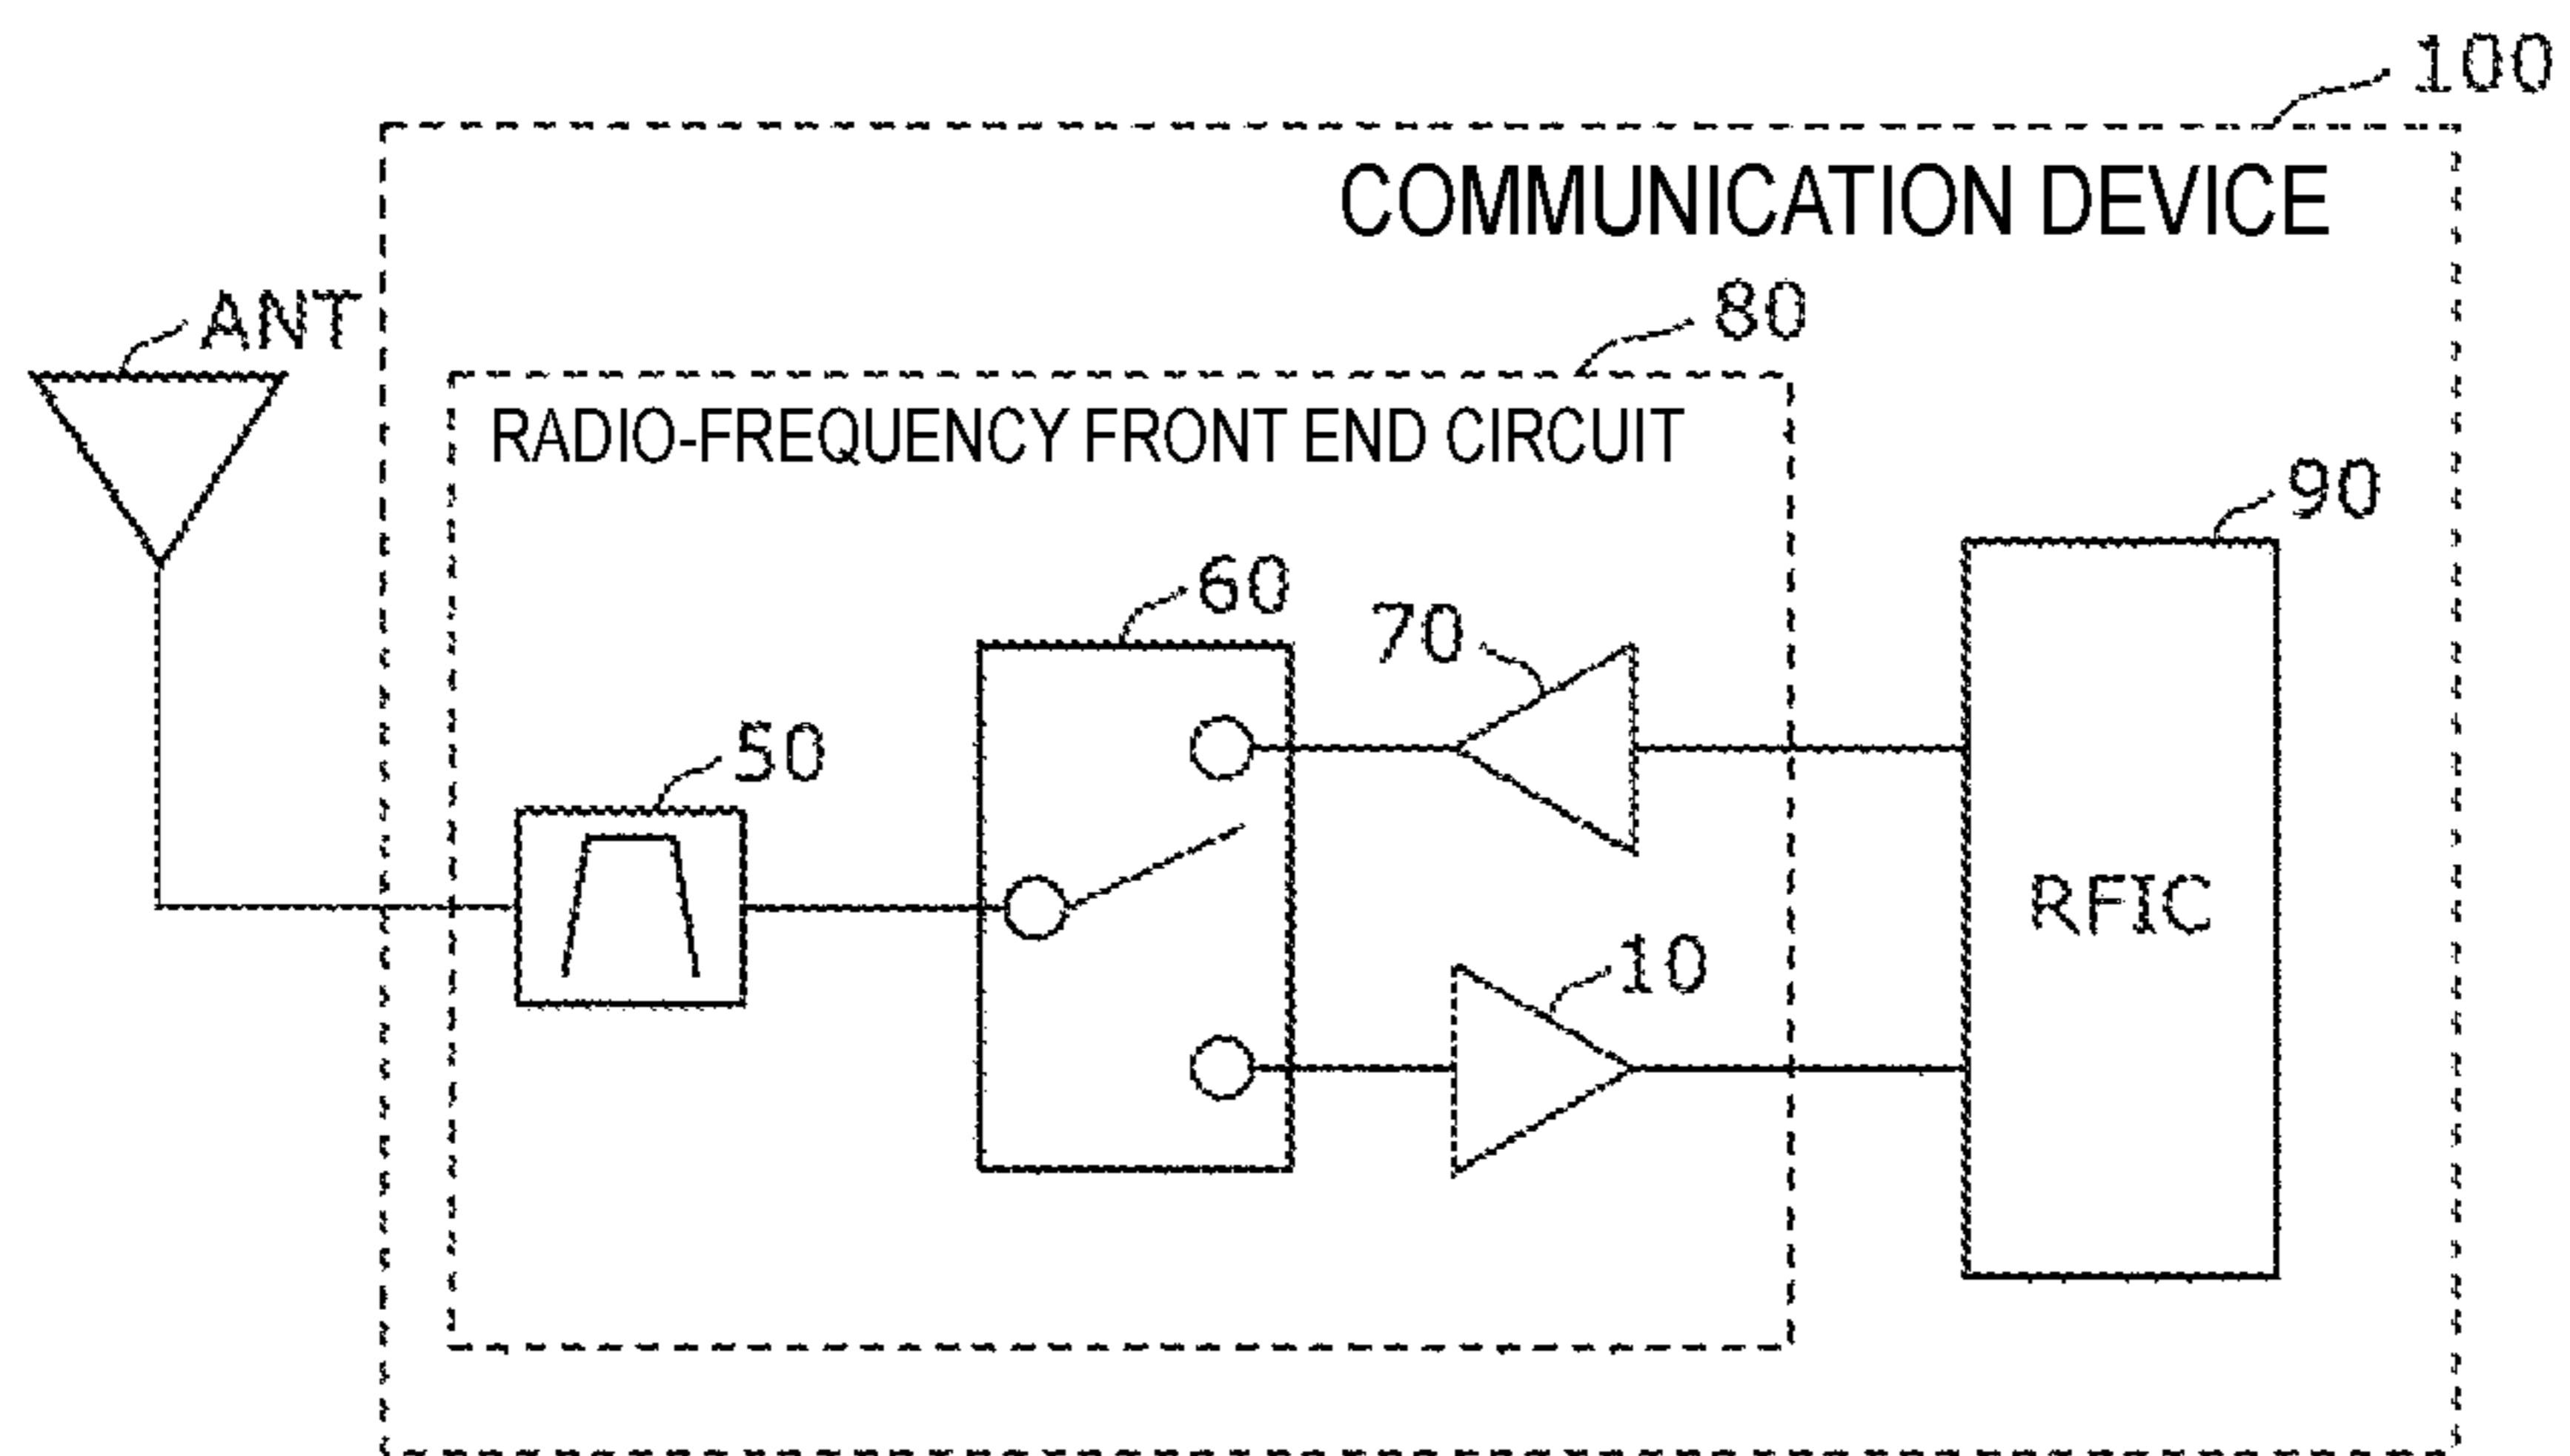 100
COMMUNICATION DEVICE
ANT
80
RADIO-FREQUENCY FRONT END CIRCUIT
90
60
70
50
RFIC
10